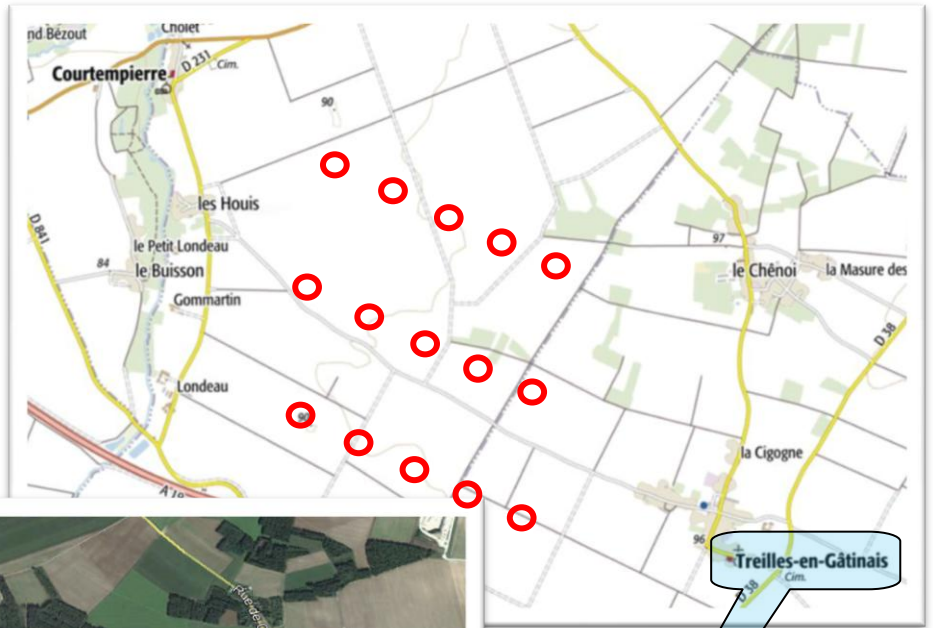 nd Bézout
Cholet
Courtempierre
D 231
Cim.
90
les Houis
D 841
le Petit Londeau
84
le Buisson
Gommartin
97
le Chênoi
la Masure des
D 38
Londeau
90
la Cigogne
A 19
96
Treilles-en-Gâtinais
Cim.
D 38